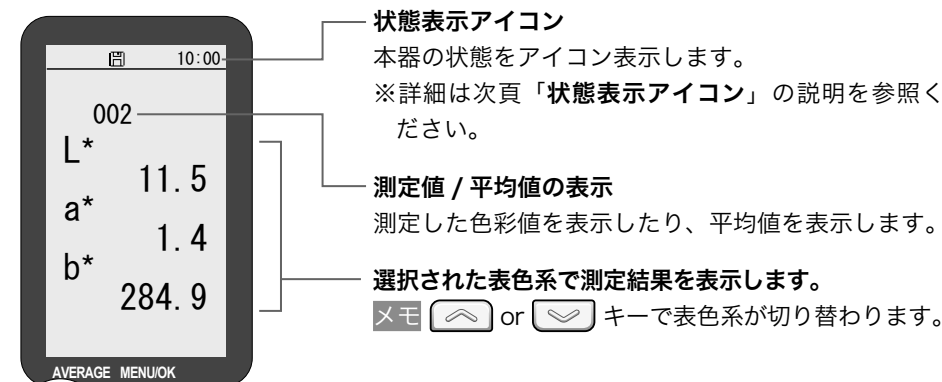 10:00
002
L*
11.5
a*
1.4
b*
284.9
AVERAGE MENU/OK
状態表示アイコン
本器の状態をアイコン表示します。
※詳細は次頁「状態表示アイコン」の説明を参照く
ださい。
測定値 / 平均値の表示
測定した色彩値を表示したり、平均値を表示します。
選択された表色系で測定結果を表示します。
メモ or キーで表色系が切り替わります。